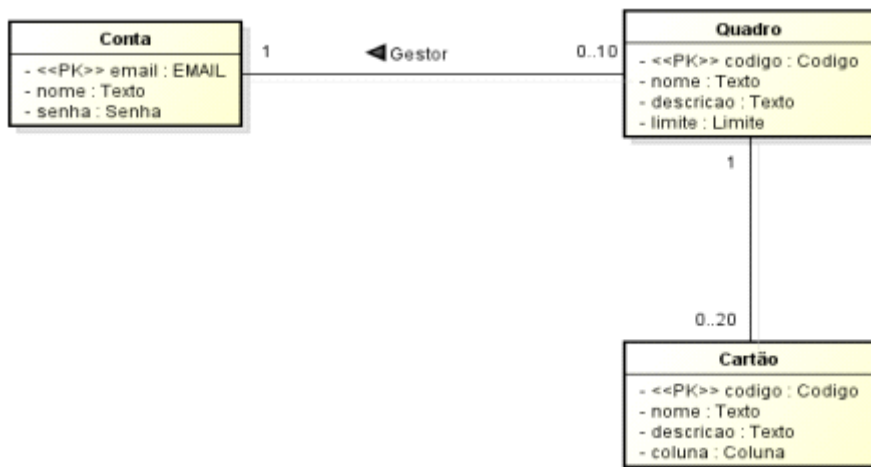 Conta
- <<PK>> email : EMAIL
- nome : Texto
- senha : Senha
1
Gestor
0..10
Quadro
- <<PK>> codigo : Codigo
- nome : Texto
- descricao : Texto
- limite : Limite
1
0..20
Cartão
- <<PK>> codigo : Codigo
- nome : Texto
- descricao : Texto
- coluna : Coluna